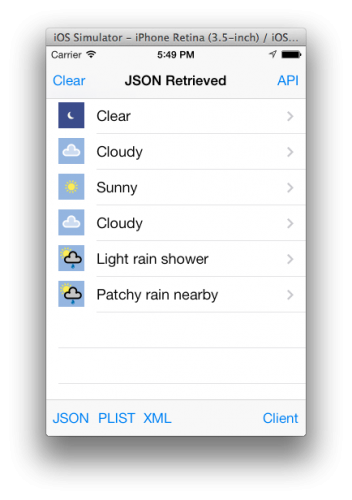 iOS Simulator - iPhone Retina (3.5-inch) / iOS...
Carrier 5:49 PM
Clear JSON Retrieved API
Clear
Cloudy
Sunny
Cloudy
Light rain shower
Patchy rain nearby
JSON PLIST XML Client